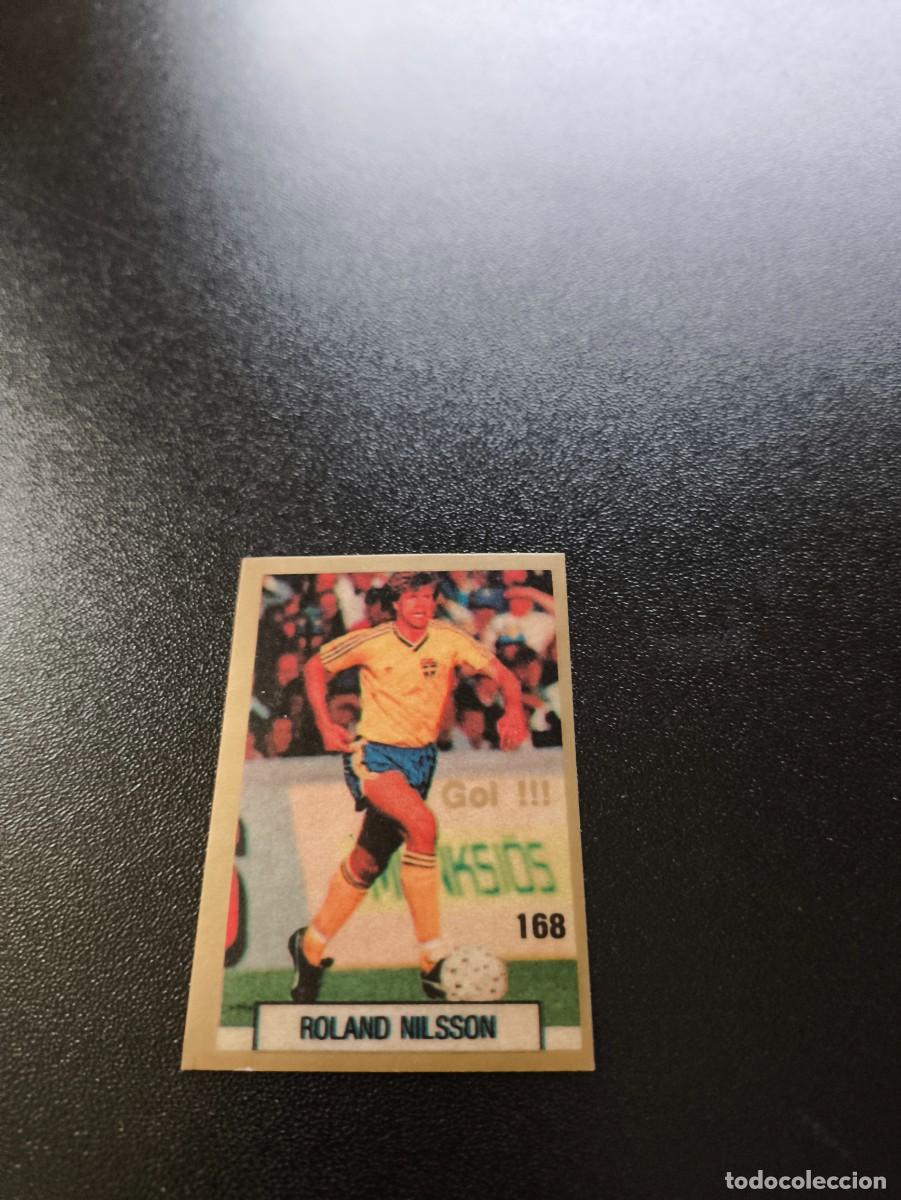 Gol !!!
168
ROLAND NILSSON
todocoleccion